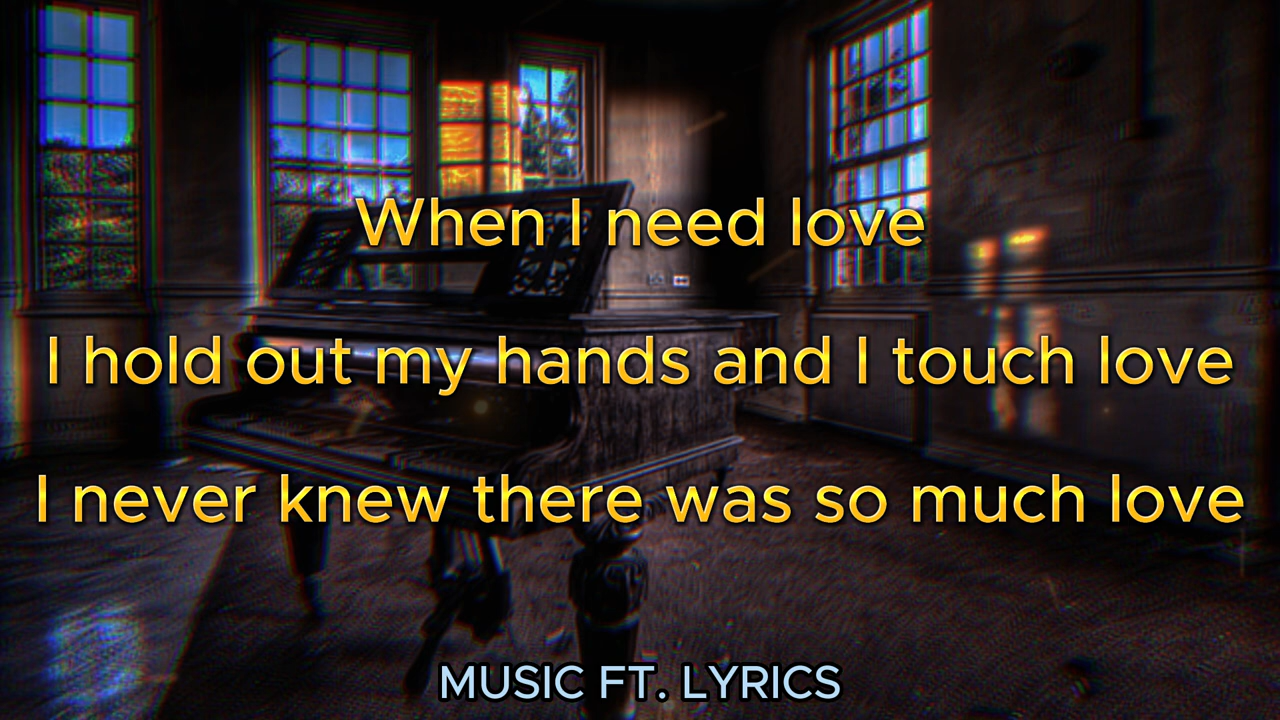 When I need love
I hold out my hands and I touch love
I never knew there was so much love
MUSIC FT. LYRICS